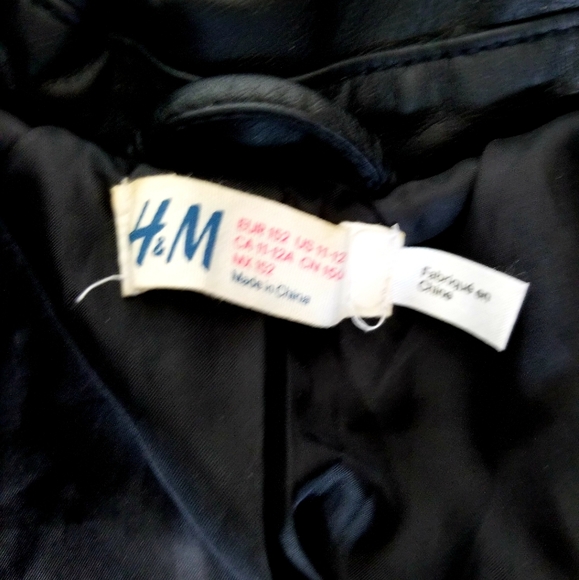 H&M
EUR 152 US 11-12
CA 11-12A CN 150
MX 152
Made in China
Fabriqué en
Chine